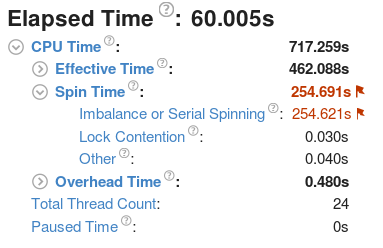 Elapsed Time ?: 60.005s
CPU Time ?: 717.259s
Effective Time ?: 462.088s
Spin Time ?: 254.691s
Imbalance or Serial Spinning ?: 254.621s
Lock Contention ?: 0.030s
Other ?: 0.040s
Overhead Time ?: 0.480s
Total Thread Count: 24
Paused Time ?: 0s